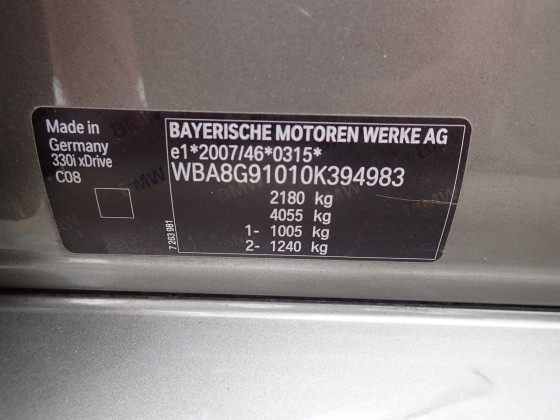 Made in
Germany
330i xDrive
C08
7 263 981
BAYERISCHE MOTOREN WERKE AG
e1*2007/46*0315*
WBA8G91010K394983
2180 kg
4055 kg
1- 1005 kg
2- 1240 kg